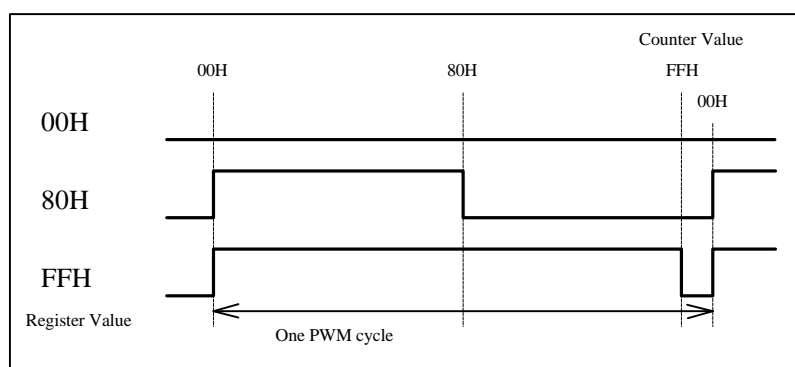 Counter Value
00H 80H FFH
00H
00H
80H
FFH
Register Value
One PWM cycle